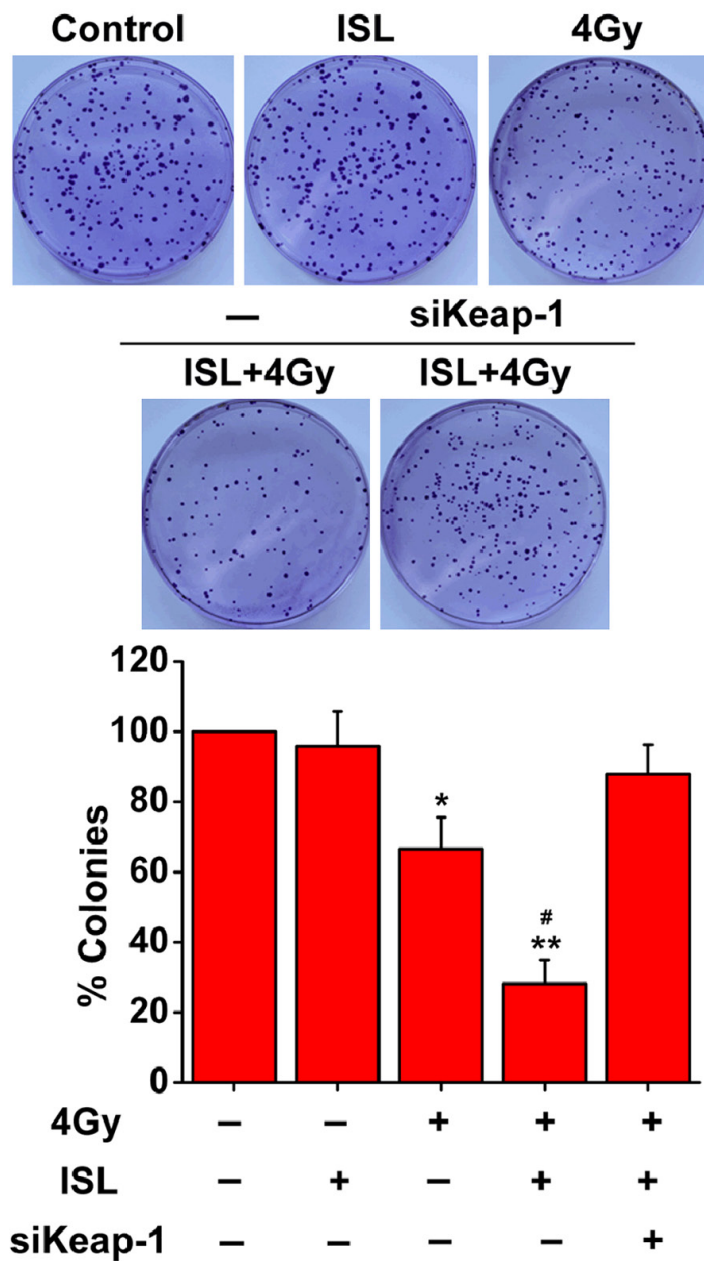 Control ISL 4Gy
– siKeap-1
ISL+4Gy ISL+4Gy
120
100
80
60
40
20
0
% Colonies
*
#
**
4Gy – – + + +
ISL – + – + +
siKeap-1 – – – – +